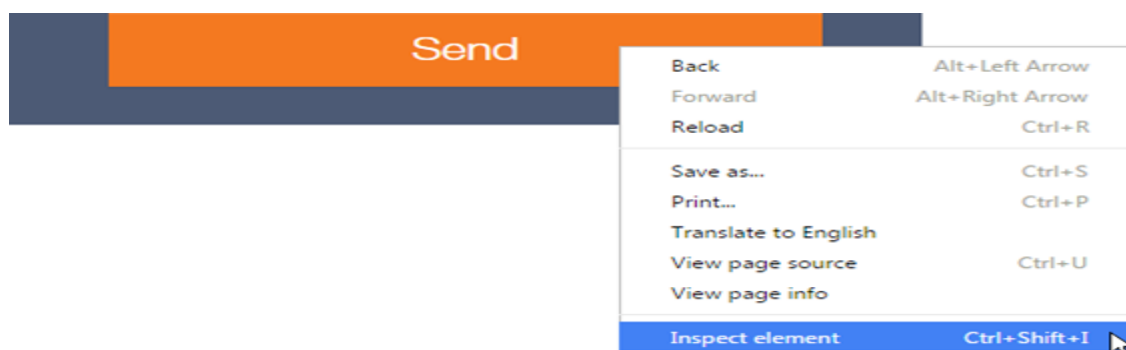 Send
Back Alt+Left Arrow
Forward Alt+Right Arrow
Reload Ctrl+R
Save as... Ctrl+S
Print... Ctrl+P
Translate to English
View page source Ctrl+U
View page info
Inspect element Ctrl+Shift+I